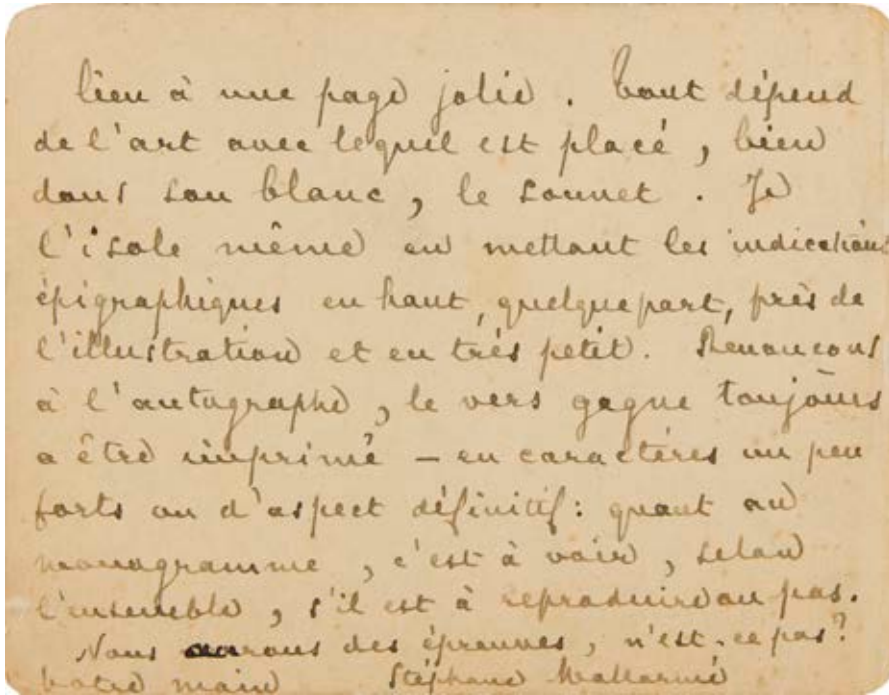 lieu à une page jolie. Tout dépend
de l'art avec lequel est placé, bien
dans son blanc, le sonnet. Je
l'isole même en mettant les indications
épigraphiques en haut, quelque part, près de
l'illustration et en très petit. Renonçons
à l'autographe, le vers gagne toujours
a être imprimé — en caractères un peu
forts ou d'aspect définitif: quant au
monogramme, c'est à voir, selon
l'ensemble, s'il est à reproduire ou pas.
Nous aurons des épreuves, n'est-ce pas?
Votre main Stéphane Mallarmé